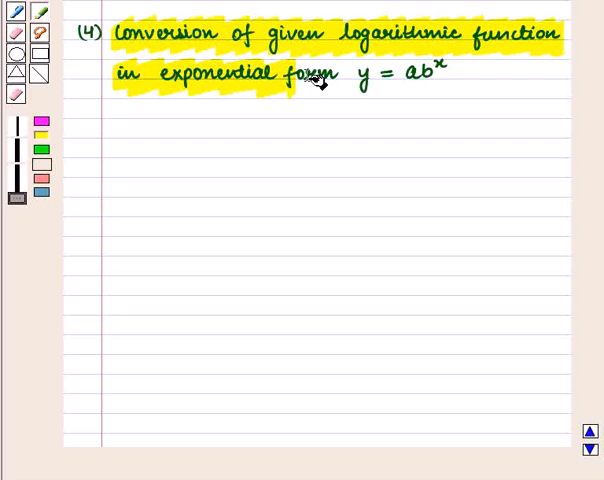 (4) Conversion of given logarithmic function
in exponential form y = ab^x